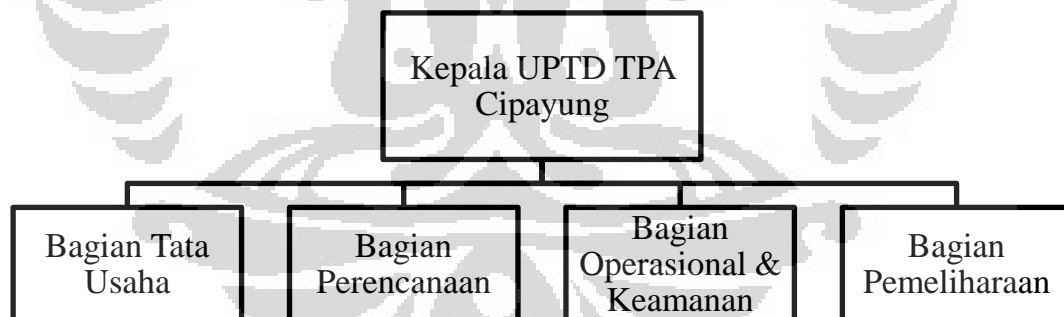 Kepala UPTD TPA
Cipayung
Bagian Tata
Usaha
Bagian
Perencanaan
Bagian
Operasional &
Keamanan
Bagian
Pemeliharaan